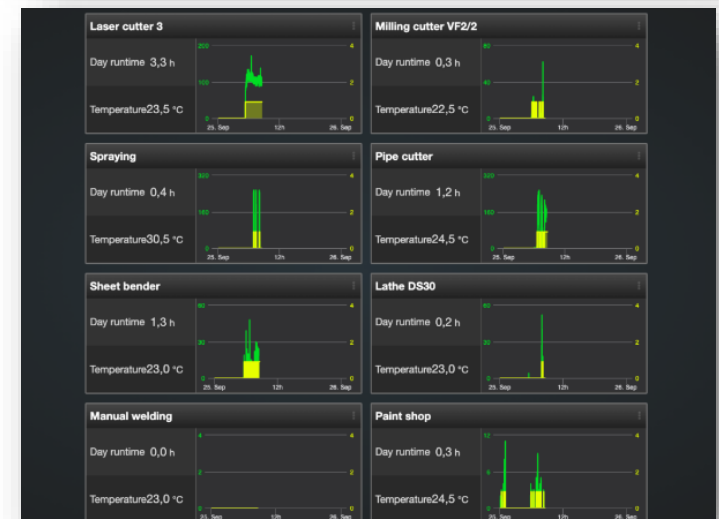 Laser cutter 3
Day runtime 3,3 h
Temperature23,5 °C
200
100
0
4
2
0
25. Sep 12h 26. Sep
Milling cutter VF2/2
Day runtime 0,3 h
Temperature22,5 °C
80
40
0
4
2
0
25. Sep 12h 26. Sep
Spraying
Day runtime 0,4 h
Temperature30,5 °C
320
160
0
4
2
0
25. Sep 12h 26. Sep
Pipe cutter
Day runtime 1,2 h
Temperature24,5 °C
320
160
0
4
2
0
25. Sep 12h 26. Sep
Sheet bender
Day runtime 1,3 h
Temperature23,0 °C
60
30
0
4
2
0
25. Sep 12h 26. Sep
Lathe DS30
Day runtime 0,2 h
Temperature23,0 °C
0
4
2
0
25. Sep 12h 26. Sep
Manual welding
Day runtime 0,0 h
Temperature23,0 °C
4
2
0
4
2
0
25. Sep 12h 26. Sep
Paint shop
Day runtime 0,3 h
Temperature24,5 °C
12
6
0
4
2
0
25. Sep 12h 26. Sep